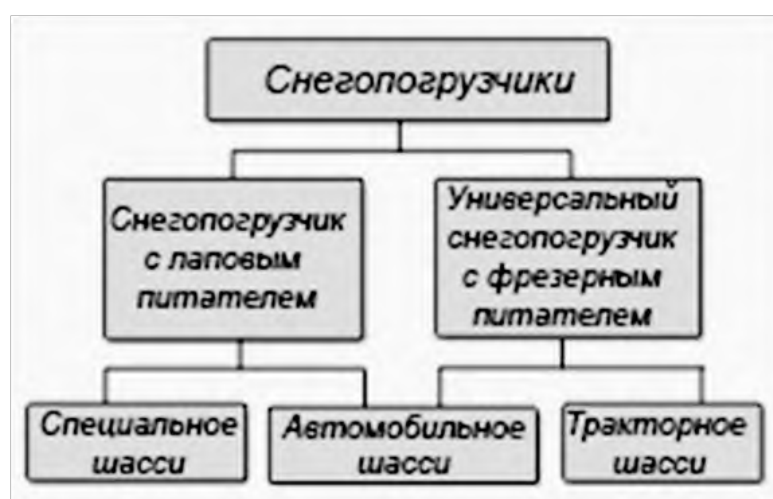 Снегопогрузчики
Снегопогрузчик
с лаповым
питателем
Универсальный
снегопогрузчик
с фрезерным
питателем
Специальное
шасси
Автомобильное
шасси
Тракторное
шасси